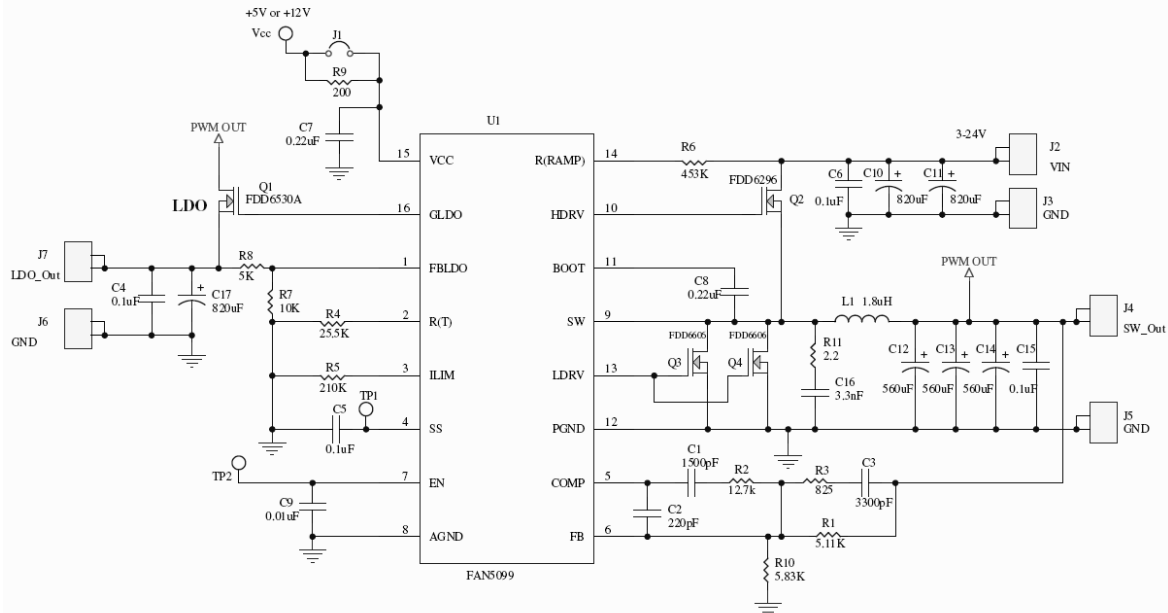 +5V or +12V
Vcc
J1
R9
200
C7
0.22uF
PWM OUT
Q1
FDD6530A
LDO
J7
LDO_Out
J6
GND
C4
0.1uF
C17
820uF
+
R8
5K
R7
10K
R4
25.5K
R5
210K
C5
0.1uF
TP1
TP2
C9
0.01uF
U1
15 VCC
16 GLDO
1 FBLDO
2 R(T)
3 ILIM
4 SS
7 EN
8 AGND
R(RAMP) 14
HDRV 10
BOOT 11
SW 9
LDRV 13
PGND 12
COMP 5
FB 6
FAN5099
R6
453K
FDD6296
Q2
3-24V
J2
VIN
J3
GND
C6
0.1uF
C10
+
820uF
C11
+
820uF
C8
0.22uF
PWM OUT
L1 1.8uH
J4
SW_Out
FDD6606
Q3
FDD6606
Q4
R11
2.2
C16
3.3nF
C12
+
560uF
C13
+
560uF
C14
+
560uF
C15
0.1uF
J5
GND
C1
1500pF
R2
12.7k
R3
825
C3
3300pF
C2
220pF
R1
5.11K
R10
5.83K